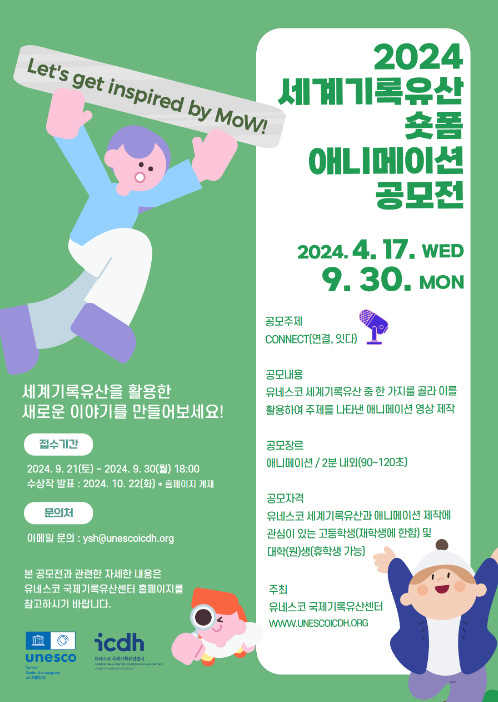 Let's get inspired by MoW!
2024
세계기록유산
숏폼
애니메이션
공모전
2024. 4. 17. WED
9. 30. MON
공모주제
CONNECT(연결, 잇다)
공모내용
유네스코 세계기록유산 중 한 가지를 골라 이를
활용하여 주제를 나타낸 애니메이션 영상 제작
공모장르
애니메이션 / 2분 내외(90~120초)
공모자격
유네스코 세계기록유산과 애니메이션 제작에
관심이 있는 고등학생(재학생에 한함) 및
대학(원)생(휴학생 가능)
주최
유네스코 국제기록유산센터
WWW.UNESCOICDH.ORG
세계기록유산을 활용한
새로운 이야기를 만들어보세요!
접수기간
2024. 9. 21(토) ~ 2024. 9. 30(월) 18:00
수상작 발표 : 2024. 10. 22(화) * 홈페이지 게재
문의처
이메일 문의 : ysh@unescoicdh.org
본 공모전과 관련한 자세한 내용은
유네스코 국제기록유산센터 홈페이지를
참고하시기 바랍니다.
unesco
icdh
유네스코 국제기록유산센터